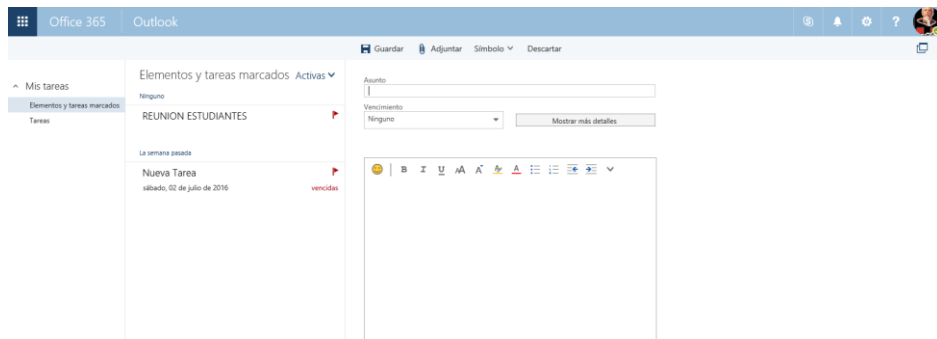 Office 365 Outlook ?
Guardar Adjuntar Símbolo Descartar
Mis tareas
Elementos y tareas marcados
Tareas
Elementos y tareas marcados Activas
Ninguno
REUNION ESTUDIANTES
La semana pasada
Nueva Tarea
sábado, 02 de julio de 2016 vencidas
Asunto
Vencimiento
Ninguno Mostrar más detalles
B I U AA A A